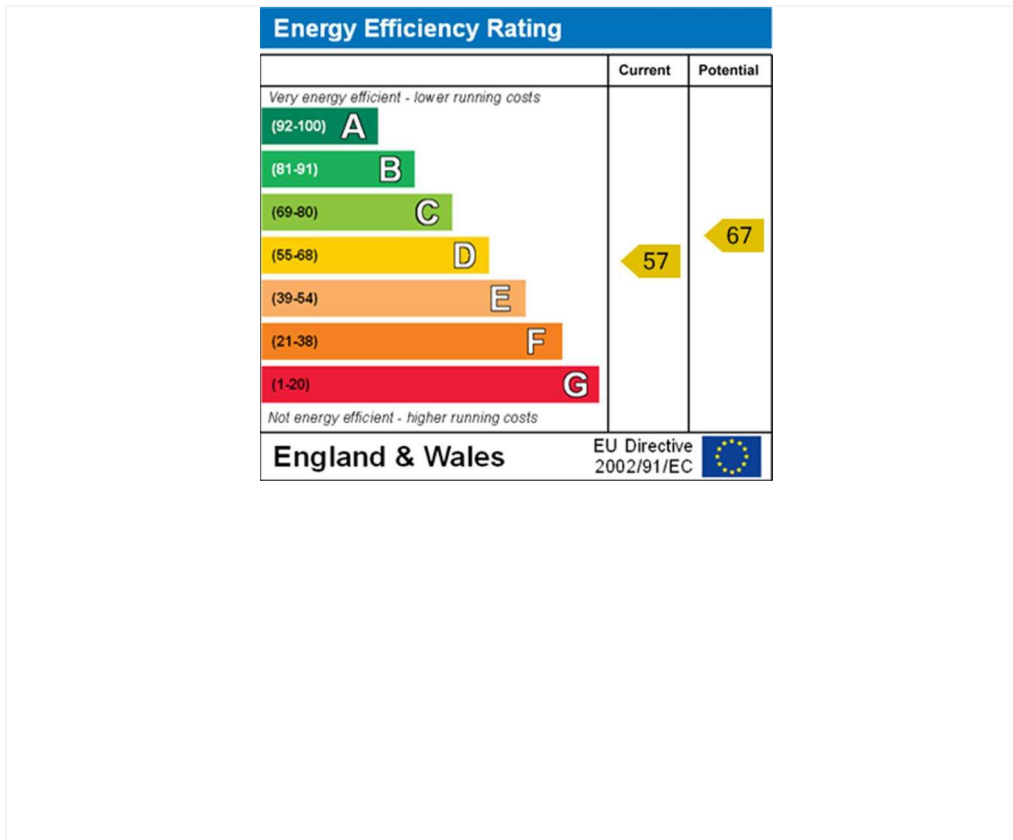 Energy Efficiency Rating
Current Potential
Very energy efficient - lower running costs
(92-100) A
(81-91) B
(69-80) C
(55-68) D
(39-54) E
(21-38) F
(1-20) G
57
67
Not energy efficient - higher running costs
England & Wales
EU Directive
2002/91/EC